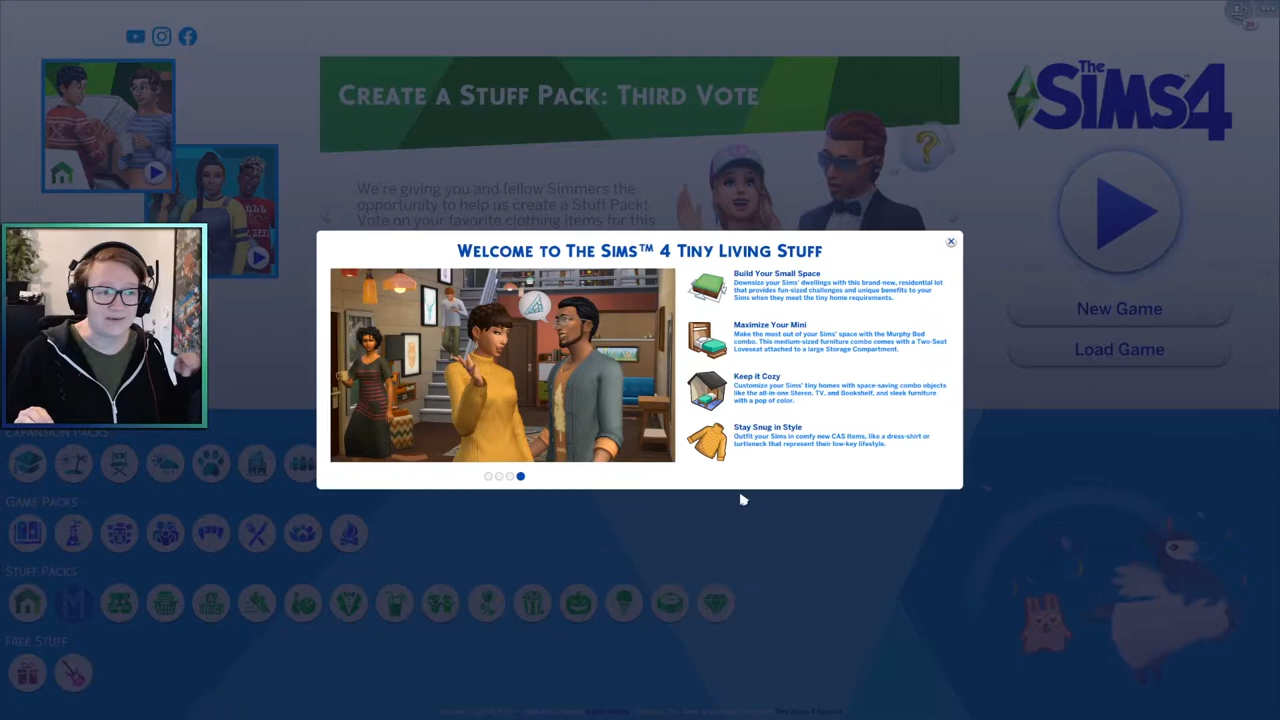 CREATE A STUFF PACK: THIRD VOTE
The SIMS 4
We're giving you and fellow Simmers the
opportunity to help us create a Stuff Pack!
Vote on your favorite clothing items for this
WELCOME TO THE SIMS™ 4 TINY LIVING STUFF
Build Your Small Space
Downsize your Sims' dwellings with this brand-new, residential lot
that provides fun-sized challenges and unique benefits to your
Sims when they meet the tiny home requirements.
Maximize Your Mini
Make the most out of your Sims' space with the Murphy Bed
combo. This medium-sized furniture combo comes with a Two-Seat
Loveseat attached to a large Storage Compartment.
Keep it Cozy
Customize your Sims' tiny homes with space-saving combo objects
like the all-in-one Stereo, TV, and Bookshelf, and sleek furniture
with a pop of color.
Stay Snug in Style
Outfit your Sims in comfy new CAS items, like a dress-shirt or
turtleneck that represent their low-key lifestyle.
New Game
Load Game
EXPANSION PACKS
GAME PACKS
STUFF PACKS
FREE STUFF